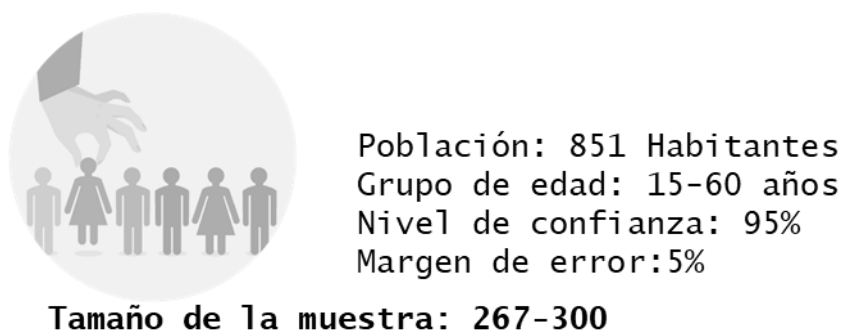 Población: 851 Habitantes
Grupo de edad: 15-60 años
Nivel de confianza: 95%
Margen de error:5%
Tamaño de la muestra: 267-300